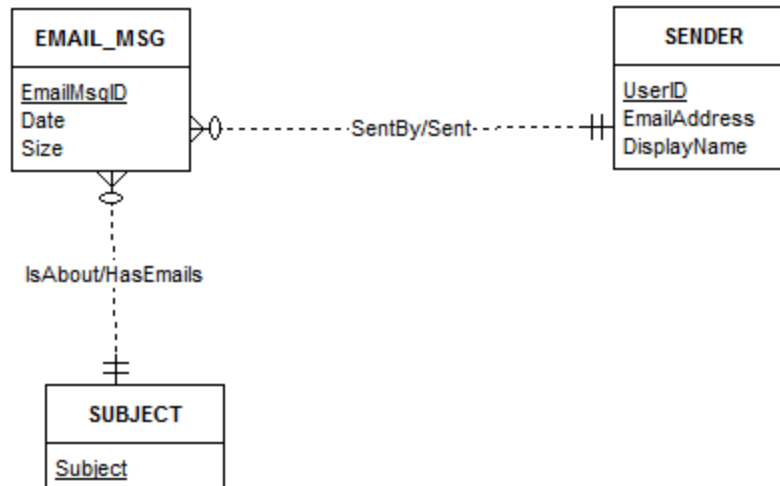 EMAIL_MSG
EmailMsgID
Date
Size
SentBy/Sent
SENDER
UserID
EmailAddress
DisplayName
IsAbout/HasEmails
SUBJECT
Subject